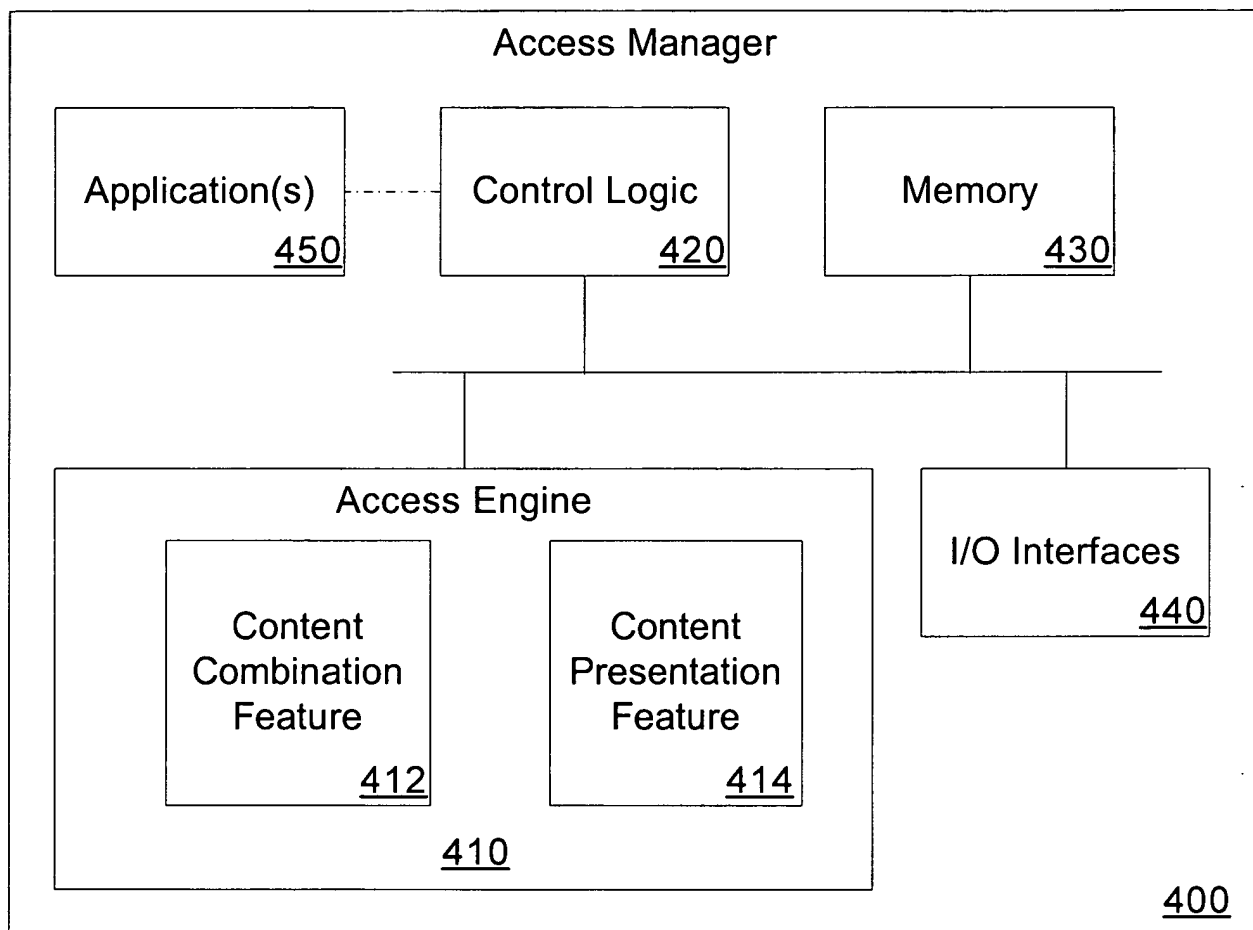 Access Manager
Application(s)
450
Control Logic
420
Memory
430
Access Engine
Content
Combination
Feature
412
Content
Presentation
Feature
414
410
I/O Interfaces
440
400